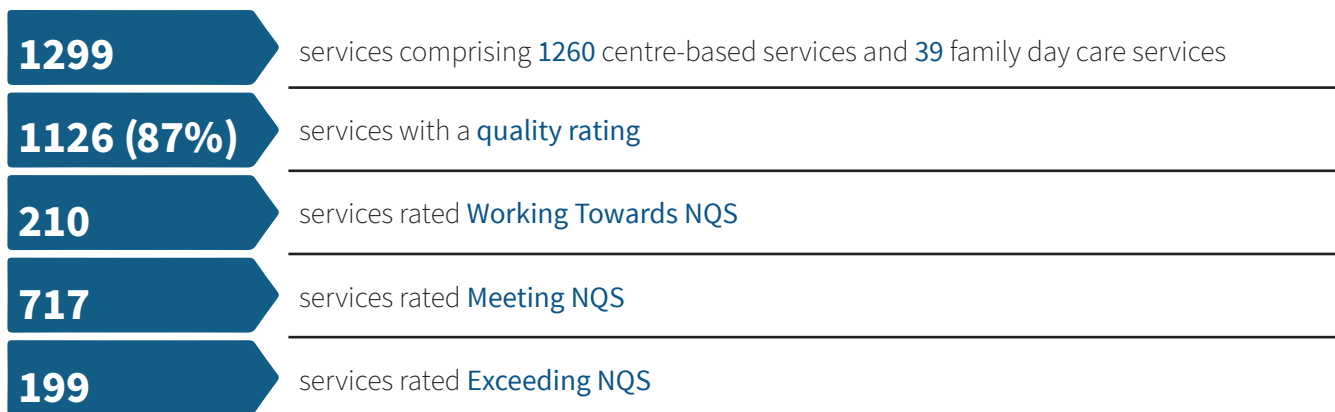 1299 services comprising 1260 centre-based services and 39 family day care services
1126 (87%) services with a quality rating
210 services rated Working Towards NQS
717 services rated Meeting NQS
199 services rated Exceeding NQS